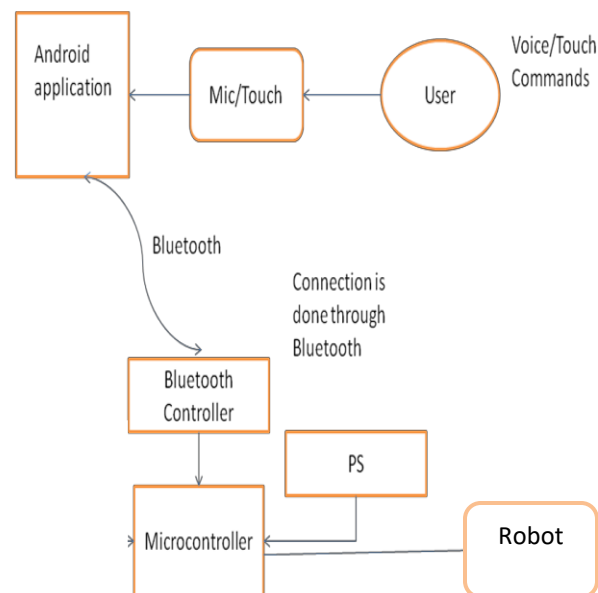 Android
application
Mic/Touch
User
Voice/Touch
Commands
Bluetooth
Connection is
done through
Bluetooth
Bluetooth
Controller
PS
Microcontroller
Robot